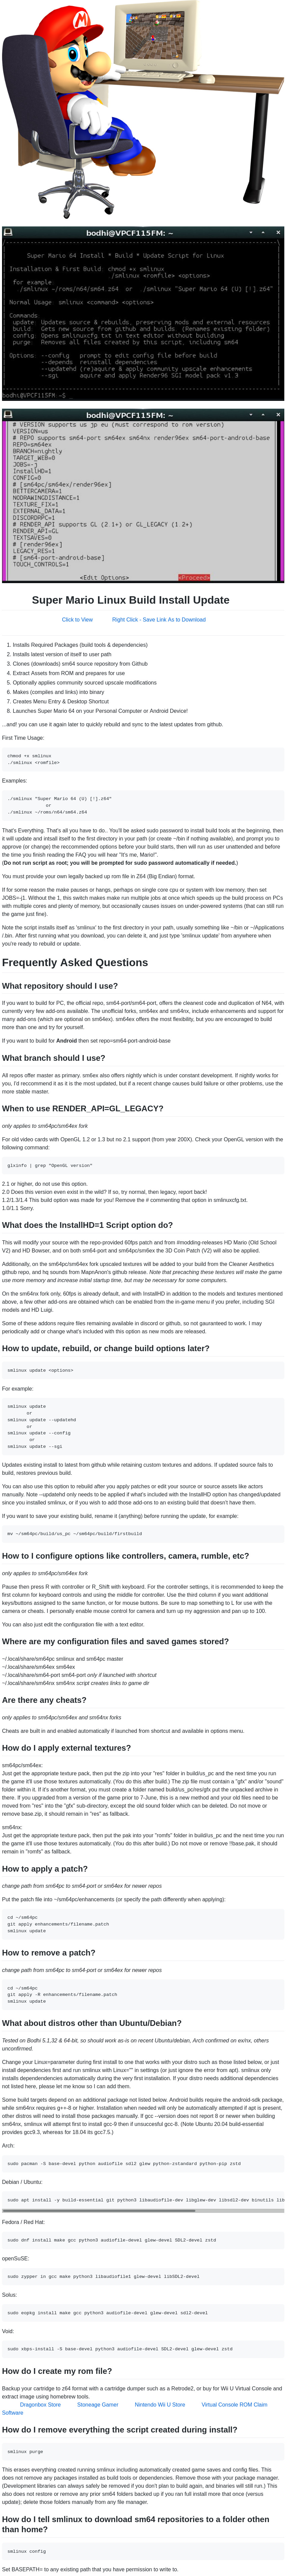 bodhi@VPCF115FM: ~
Super Mario 64 Install * Build * Update Script for Linux
Installation & First Build: chmod +x smlinux
./smlinux <romfile> <options>
for example:
./smlinux ~/roms/n64/sm64.z64 or ./smlinux "Super Mario 64 (U) [!].z64"
Normal Usage: smlinux <command> <options>
Commands:
update: Updates sources & rebuilds, preserving mods and external resources
build: Gets new source from github and builds. (Renames existing folder)
config: Opens smlinuxcfg.txt in text editor without building
purge: Removes all files created by this script, including sm64
Options: --config prompt to edit config file before build
--depends reinstall dependencies
--updatehd (re)aquire & apply community upscale enhancements
--sgi aquire and apply Render96 SGI model pack v1.3
bodhi@VPCF115FM:~$
bodhi@VPCF115FM: ~
# VERSION supports us jp eu (must correspond to rom version)
VERSION=us
# REPO supports sm64-port sm64ex sm64nx render96ex sm64-port-android-base
REPO=sm64ex
BRANCH=nightly
TARGET_WEB=0
JOBS=-j
InstallHD=1
CONFIG=0
# [sm64pc/sm64ex/render96ex]
BETTERCAMERA=1
NODRAWINGDISTANCE=1
TEXTURE_FIX=1
EXTERNAL_DATA=1
DISCORDRPC=1
# RENDER_API supports GL (2.1+) or GL_LEGACY (1.2+)
RENDER_API=GL
TEXTSAVES=0
# [render96ex]
LEGACY_RES=1
# [sm64-port-android-base]
TOUCH_CONTROLS=1
<Edit Options> <Proceed>
Super Mario Linux Build Install Update
Click to View Right Click - Save Link As to Download
1. Installs Required Packages (build tools & dependencies)
2. Installs latest version of itself to user path
3. Clones (downloads) sm64 source repository from Github
4. Extract Assets from ROM and prepares for use
5. Optionally applies community sourced upscale modifications
6. Makes (compiles and links) into binary
7. Creates Menu Entry & Desktop Shortcut
8. Launches Super Mario 64 on your Personal Computer or Android Device!
...and! you can use it again later to quickly rebuild and sync to the latest updates from github.
First Time Usage:
chmod +x smlinux
./smlinux <romfile>
Examples:
./smlinux "Super Mario 64 (U) [!].z64"
or
./smlinux ~/roms/n64/sm64.z64
That's Everything. That's all you have to do.. You'll be asked sudo password to install build tools at the beginning, then
it will update and insall itself to the first directory in your path (or create ~/bin if nothing available), and prompt you to
approve (or change) the recommended build options before your build starts, then will run as user unattended and before
the time you finish reading the FAQ you will hear "It's me, Mario!".
(Do not run script as root; you will be prompted for sudo password automatically if needed.)
You must provide your own legally backed up rom file in Z64 (Big Endian) format.
If for some reason the make pauses or hangs, perhaps on single core cpu or system with low memory, then set
JOBS=-j1. Without the 1, this switch makes make run multiple jobs at once which speeds up the build process on PCs
with multiple cores and plenty of memory, but occasionally causes issues on underpowered systems (that can still run
the game just fine).
Note the script installs itself as 'smlinux' to the first directory in your path, usually something like ~/bin or ~/Applications
/.bin. After first running what you download, you can delete it, and just type 'smlinux update' from anywhere when
you're ready to rebuild or update.
Frequently Asked Questions
What repository should I use?
If you want to build for PC, the official repo, sm64-port/sm64-port, offers the cleanest code and duplication of N64, with
currently very few add-ons available. The unofficial forks, sm64ex and sm64nx, include enhancements and support for
many add-ons (which are optional on sm64ex). sm64ex offers the most flexibility, but you are encouraged to build
more than one and try for yourself.
If you want to build for Android then set repo=sm64-port-android-base
What branch should I use?
All repos offer master as primary. sm6ex also offers nightly which is under constant development. If nightly works for
you, I'd recommmend it as it is the most updated, but if a recent change causes build failure or other problems, use the
more stable master.
When to use RENDER_API=GL_LEGACY?
only applies to sm64pc/sm64ex fork
For old video cards with OpenGL 1.2 or 1.3 but no 2.1 support (from year 200X). Check your OpenGL version with the
following command:
glxinfo | grep "OpenGL version"
2.1 or higher, do not use this option.
2.0 Does this version even exist in the wild? If so, try normal, then legacy, report back!
1.2/1.3/1.4 This build option was made for you! Remove the # commenting that option in smlinuxcfg.txt.
1.0/1.1 Sorry.
What does the InstallHD=1 Script option do?
This will modify your source with the repo-provided 60fps patch and from #modding-releases HD Mario (Old School
V2) and HD Bowser, and on both sm64-port and sm64pc/sm6ex the 3D Coin Patch (V2) will also be applied.
Additionally, on the sm64pc/sm64ex fork upscaled textures will be added to your build from the Cleaner Aesthetics
github repo, and hq sounds from MaprvAxon's github release. Note that precaching these textures will make the game
use more memory and increase initial startup time, but may be necessary for some computers.
On the sm64nx fork only, 60fps is already default, and with InstallHD in addition to the models and textures mentioned
above, a few other add-ons are obtained which can be enabled from the in-game menu if you prefer, including SGI
models and HD Luigi.
Some of these addons require files remaining available in discord or github, so not gauranteed to work. I may
periodically add or change what's included with this option as new mods are released.
How to update, rebuild, or change build options later?
smlinux update <options>
For example:
smlinux update
or
smlinux update --updatehd
or
smlinux update --config
or
smlinux update --sgi
Updates existing install to latest from github while retaining custom textures and addons. If updated source fails to
build, restores previous build.
You can also use this option to rebuild after you apply patches or edit your source or add/change assets like actors
manually. Note --updatehd only needs to be applied if what's included with the InstallHD option has changed/updated
since you installed smlinux, or if you wish to add those add-ons to an existing build that doesn't have them.
If you want to save your existing build, rename it (anything) before running the update, for example:
mv ~/sm64pc/build/us_pc ~/sm64pc/build/firstbuild
How to I configure options like controllers, camera, rumble, etc?
only applies to sm64pc/sm64ex fork
Pause then press R with controller or R_Shift with keyboard. For the controller settings, it is recommended to keep the
first column for keyboard controls and using the middle for the controller. Use the third column if you want additional
keys/buttons assigned to the same function, or for mouse buttons. Be sure to map something to L for use with the
camera or cheats. I personally enable mouse control for camera and turn up my aggression and pan up to 100.
You can also just edit the configuration file with a text editor.
Where are my configuration files and saved games stored?
~/.local/share/sm64pc smlinux and sm64pc master
~/.local/share/sm64ex sm64ex
~/.local/share/sm64-port sm64-port only if launched with shortcut
~/.local/share/sm64nx sm64nx script creates links to game dir
Are there any cheats?
only applies to sm64pc/sm64ex and sm64nx forks
Cheats are built in and enabled automatically if launched from shortcut and available in options menu.
How do I apply external textures?
sm64pc/sm64ex:
Just get the appropriate texture pack, then put the zip into your "res" folder in build/us_pc and the next time you run
the game it'll use those textures automatically. (You do this after build.) The zip file must contain a "gfx" and/or "sound"
folder within it. If it's another format, you must create a folder named build/us_pc/res/gfx put the unpacked archive in
there. If you upgraded from a version of the game prior to 7-June, this is a new method and your old files need to be
moved from "res" into the "gfx" sub-directory, except the old sound folder which can be deleted. Do not move or
remove base.zip, it should remain in "res" as fallback.
sm64nx:
Just get the appropriate texture pack, then put the pak into your "romfs" folder in build/us_pc and the next time you run
the game it'll use those textures automatically. (You do this after build.) Do not move or remove !!base.pak, it should
remain in "romfs" as fallback.
How to apply a patch?
change path from sm64pc to sm64-port or sm64ex for newer repos
Put the patch file into ~/sm64pc/enhancements (or specify the path differently when applying):
cd ~/sm64pc
git apply enhancements/filename.patch
smlinux update
How to remove a patch?
change path from sm64pc to sm64-port or sm64ex for newer repos
cd ~/sm64pc
git apply -R enhancements/filename.patch
smlinux update
What about distros other than Ubuntu/Debian?
Tested on Bodhi 5.1,32 & 64-bit, so should work as-is on recent Ubuntu/debian, Arch confirmed on ex/nx, others
unconfirmed.
Change your Linux=parameter during first install to one that works with your distro such as those listed below, or just
install dependencies first and run smlinux with Linux="" in settings (or just ignore the error from apt). smlinux only tries
installing dependencies automatically during the very first installation. If your distro needs additional dependencies
not listed here, please let me know so I can add them.
Some build targets depend on an additional package not listed below. Android builds require the android-sdk package,
while sm64nx requires g++-8 or higher, addition when needed will only be automatically attempted if apt is present,
other distros will need to install those packages manually. If gcc --version does not report 8 or newer when building
sm64nx, smlinux will attempt first to install gcc-9 then if unsuccessful gcc-8. (Note Ubuntu 20.04 build-essential
provides gcc9.3, whereas for 18.04 its gcc7.5.)
Arch:
sudo pacman -S base-devel python audiofile sdl2 glew python-zstandard python-pip zstd
Debian / Ubuntu:
sudo apt install -y build-essential git python3 libaudiofile-dev libglew-dev libsdl2-dev binutils lib
Fedora / Red Hat:
sudo dnf install make gcc python3 audiofile-devel glew-devel SDL2-devel zstd
openSuSE:
sudo zypper in gcc make python3 libaudiofile1 glew-devel libSDL2-devel
Solus:
sudo eopkg install make gcc python3 audiofile-devel glew-devel sdl2-devel
Void:
sudo xbps-install -S base-devel python3 audiofile-devel SDL2-devel glew-devel zstd
How do I create my rom file?
Backup your cartridge to z64 format with a cartridge dumper such as a Retrode2, or buy for Wii U Virtual Console and
extract image using homebrew tools.
Dragonbox Store Stoneage Gamer Nintendo Wii U Store Virtual Console ROM Claim
Software
How do I remove everything the script created during install?
smlinux purge
This erases everything created running smlinux including automatically created game saves and config files. This
does not remove any packages installed as build tools or dependencies. Remove those with your package manager.
(Development libraries can always safely be removed if you don't plan to build again, and binaries will still run.) This
also does not restore or remove any prior sm64 folders backed up if you ran full install more that once (versus
update); delete those folders manually from any file manager.
How do I tell smlinux to download sm64 repositories to a folder othen
than home?
smlinux config
Set BASEPATH= to any existing path that you have permission to write to.